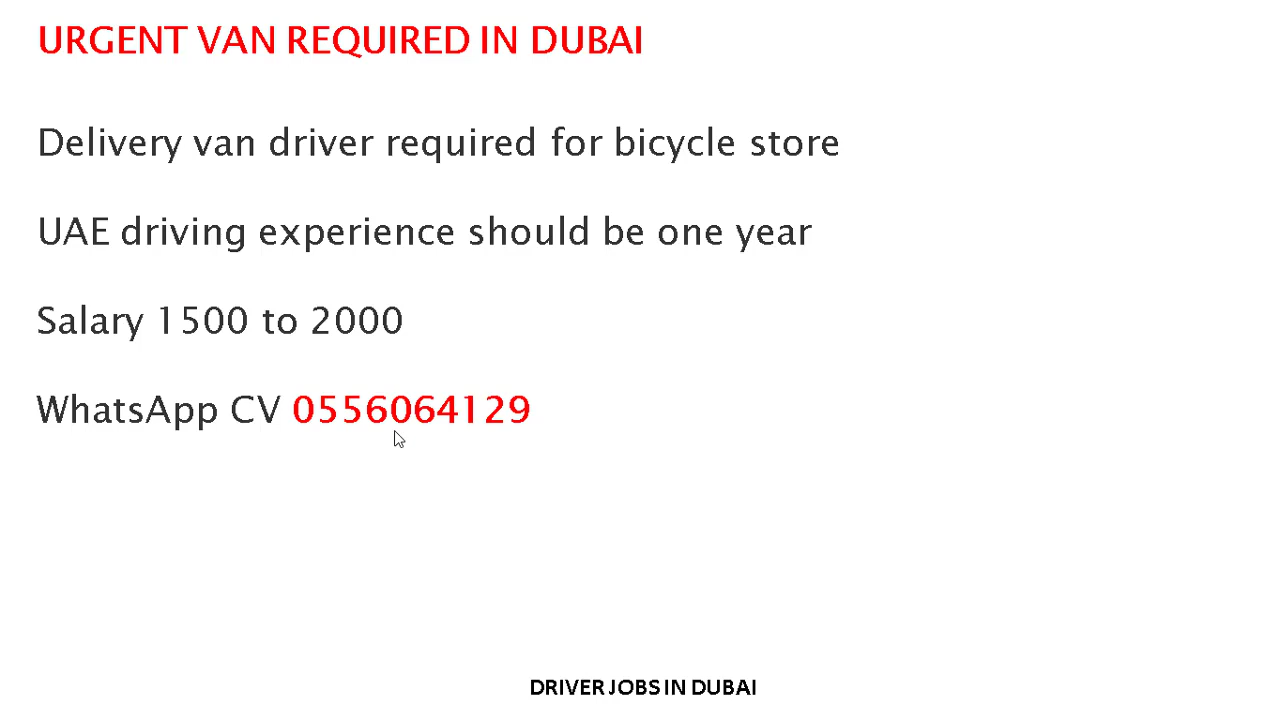 URGENT VAN REQUIRED IN DUBAI
Delivery van driver required for bicycle store
UAE driving experience should be one year
Salary 1500 to 2000
WhatsApp CV 0556064129
DRIVER JOBS IN DUBAI